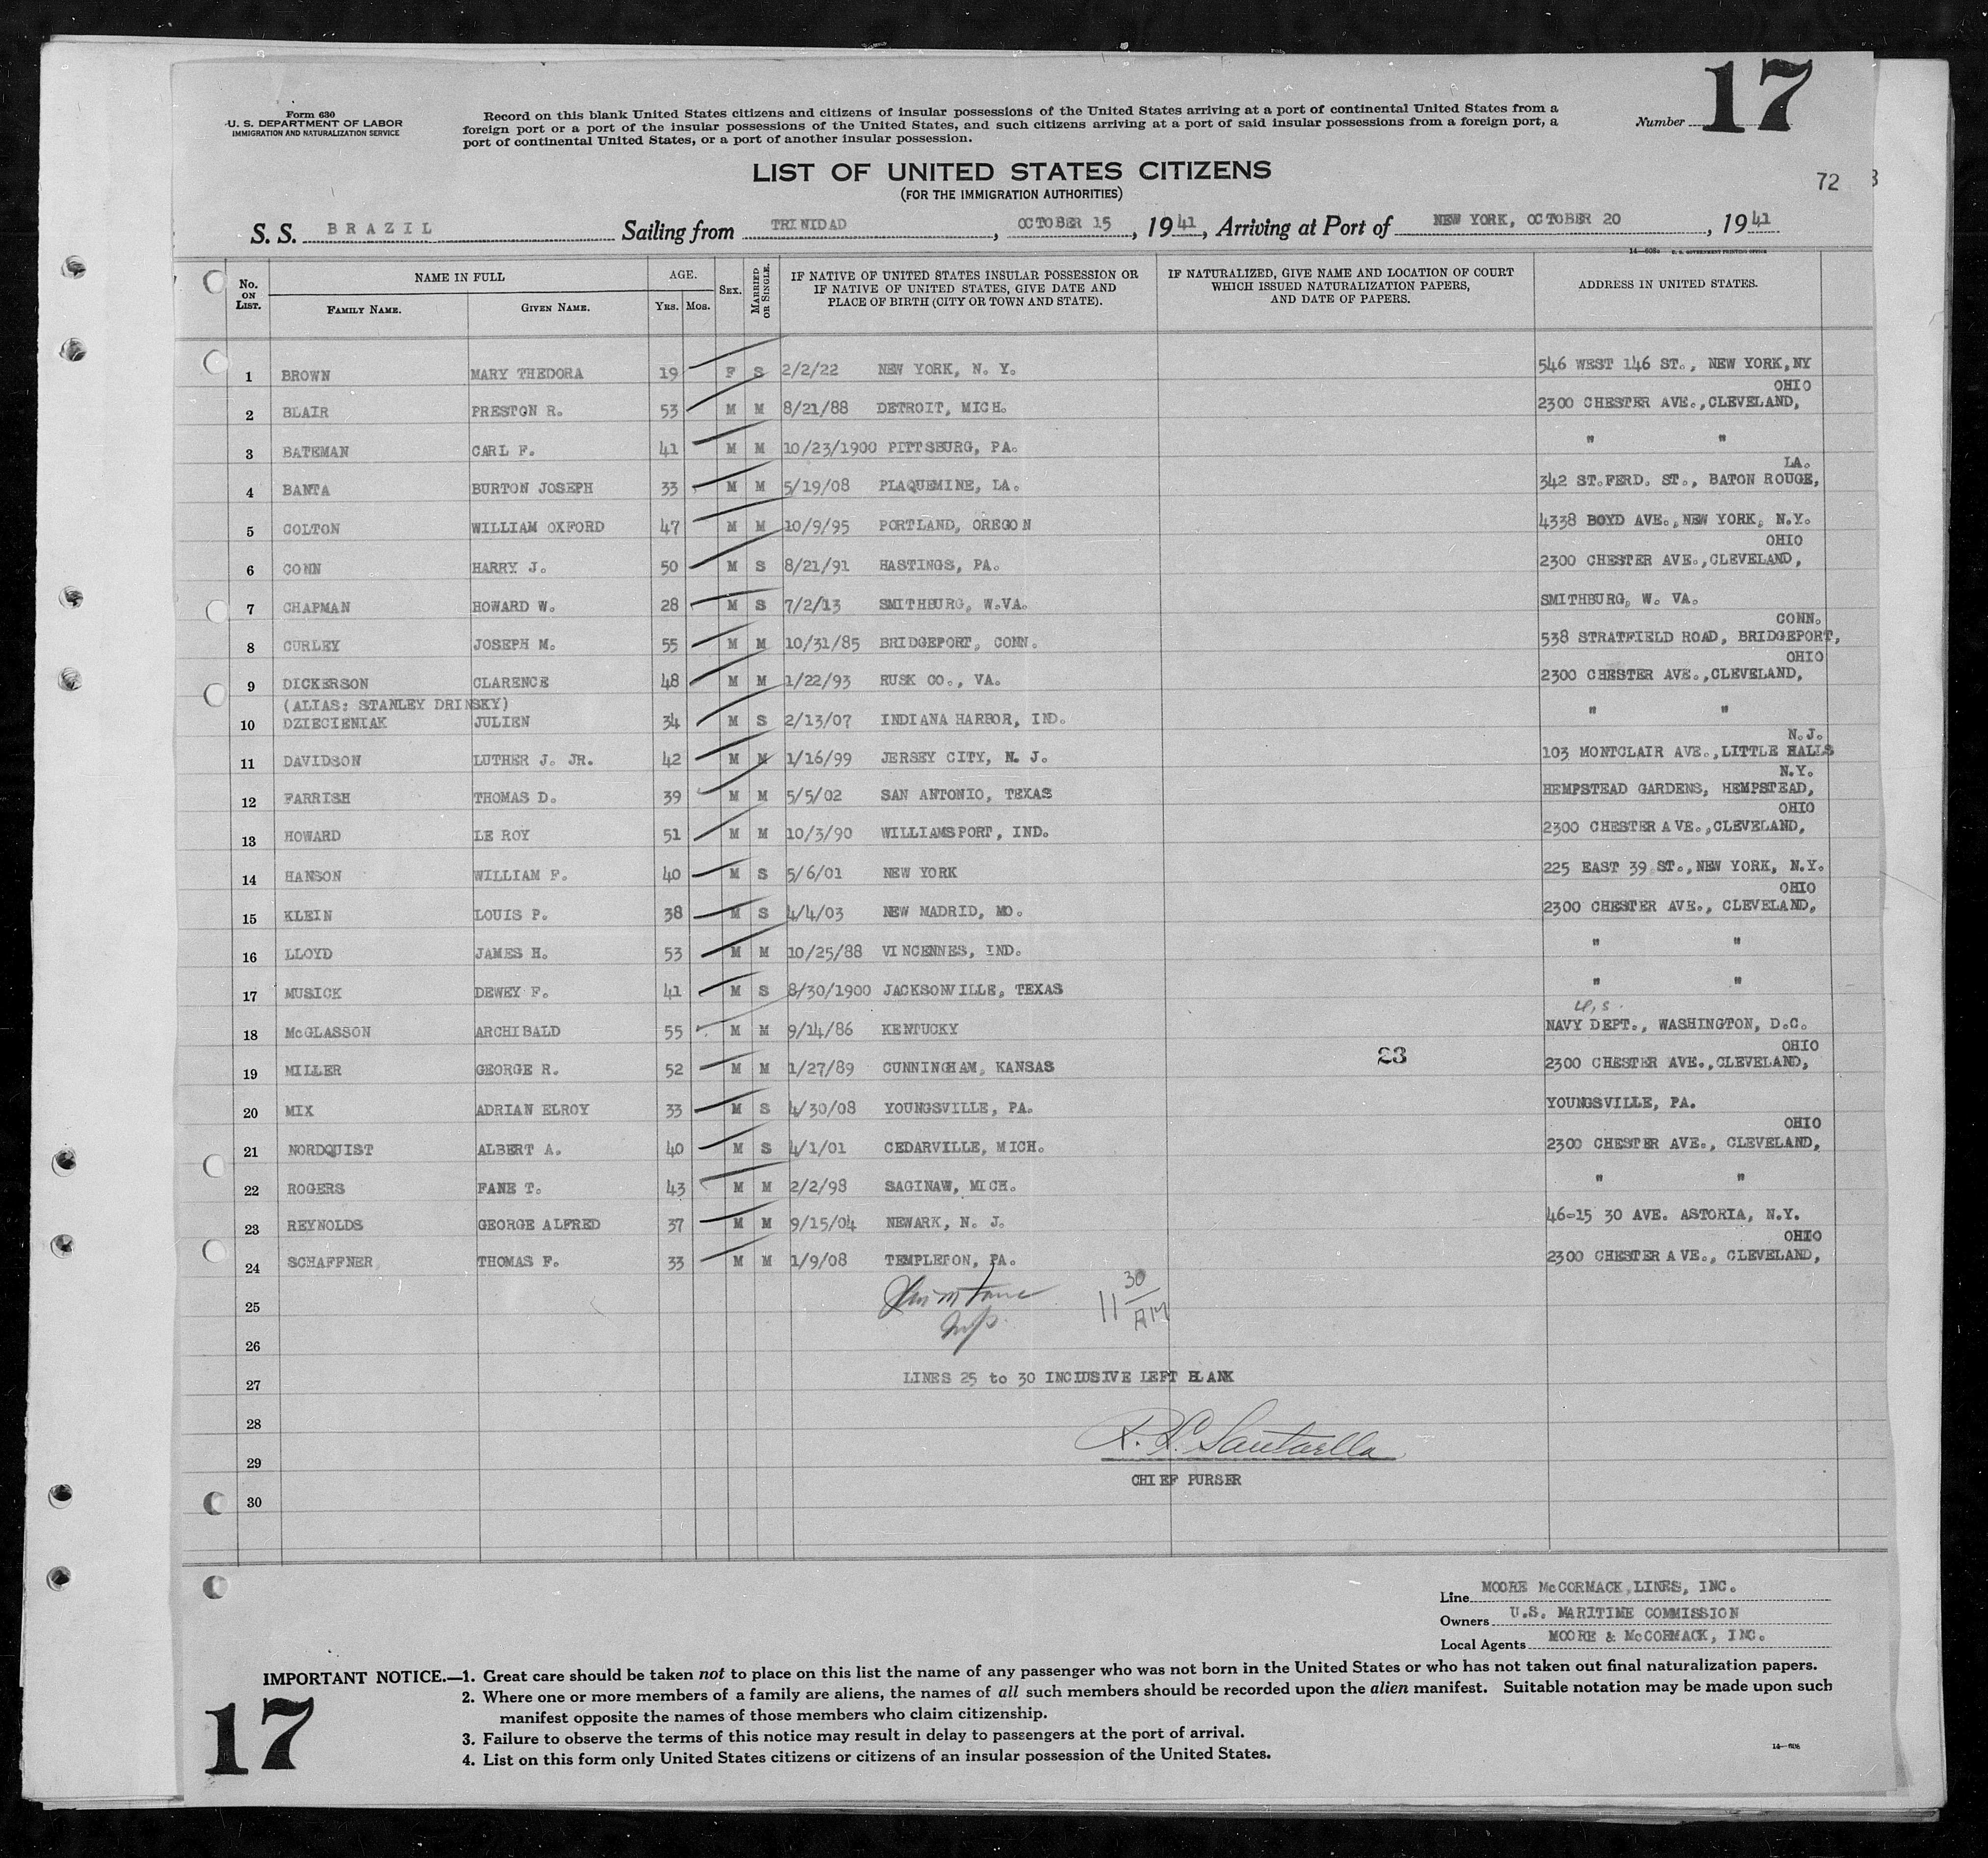 Form 630
U. S. DEPARTMENT OF LABOR
IMMIGRATION AND NATURALIZATION SERVICE
Record on this blank United States citizens and citizens of insular possessions of the United States arriving at a port of continental United States from a
foreign port or a port of the insular possessions of the United States, and such citizens arriving at a port of said insular possessions from a foreign port, a
port of continental United States, or a port of another insular possession.
Number 17
LIST OF UNITED STATES CITIZENS
(FOR THE IMMIGRATION AUTHORITIES)
72
S. S. BRAZIL Sailing from TRINIDAD, OCTOBER 15, 1941, Arriving at Port of NEW YORK, OCTOBER 20, 1941
14—608a U. S. GOVERNMENT PRINTING OFFICE
No. ON LIST. NAME IN FULL FAMILY NAME. GIVEN NAME. AGE. YRS. MOS. SEX. MARRIED OR SINGLE. IF NATIVE OF UNITED STATES INSULAR POSSESSION OR IF NATIVE OF UNITED STATES, GIVE DATE AND PLACE OF BIRTH (CITY OR TOWN AND STATE). IF NATURALIZED, GIVE NAME AND LOCATION OF COURT WHICH ISSUED NATURALIZATION PAPERS, AND DATE OF PAPERS. ADDRESS IN UNITED STATES.
1 BROWN MARY THEDORA 19 F S 2/2/22 NEW YORK, N. Y. 546 WEST 146 ST., NEW YORK,NY
OHIO
2 BLAIR PRESTON R. 53 M M 8/21/88 DETROIT, MICH. 2300 CHESTER AVE.,CLEVELAND,
3 BATEMAN CARL F. 41 M M 10/23/1900 PITTSBURG, PA. " "
LA.
4 BANTA BURTON JOSEPH 33 M M 5/19/08 PLAQUEMINE, LA. 342 ST.FERD. ST., BATON ROUGE,
5 COLTON WILLIAM OXFORD 47 M M 10/9/95 PORTLAND, OREGON 4338 BOYD AVE.,NEW YORK, N.Y.
OHIO
6 CONN HARRY J. 50 M S 8/21/91 HASTINGS, PA. 2300 CHESTER AVE.,CLEVELAND,
7 CHAPMAN HOWARD W. 28 M S 7/2/13 SMITHBURG, W.VA. SMITHBURG, W. VA.
CONN.
8 CURLEY JOSEPH M. 55 M M 10/31/85 BRIDGEPORT, CONN. 538 STRATFIELD ROAD, BRIDGEPORT,
OHIO
9 DICKERSON CLARENCE 48 M M 1/22/93 RUSK CO., VA. 2300 CHESTER AVE.,CLEVELAND,
(ALIAS: STANLEY DRINSKY)
10 DZIECIENIAK JULIEN 34 M S 2/13/07 INDIANA HARBOR, IND. " "
N.J.
11 DAVIDSON LUTHER J. JR. 42 M M 1/16/99 JERSEY CITY, N. J. 103 MONTCLAIR AVE.,LITTLE HALLS
N.Y.
12 FARRISH THOMAS D. 39 M M 5/5/02 SAN ANTONIO, TEXAS HEMPSTEAD GARDENS, HEMPSTEAD,
OHIO
13 HOWARD LE ROY 51 M M 10/3/90 WILLIAMSPORT, IND. 2300 CHESTER AVE.,CLEVELAND,
14 HANSON WILLIAM F. 40 M S 5/6/01 NEW YORK 225 EAST 39 ST.,NEW YORK, N.Y.
OHIO
15 KLEIN LOUIS P. 38 M S 4/4/03 NEW MADRID, MO. 2300 CHESTER AVE., CLEVELAND,
16 LLOYD JAMES H. 53 M M 10/25/88 VINCENNES, IND. " "
17 MUSICK DEWEY F. 41 M S 8/30/1900 JACKSONVILLE, TEXAS " "
U.S.
18 McGLASSON ARCHIBALD 55 M M 9/14/86 KENTUCKY NAVY DEPT., WASHINGTON, D.C.
23 OHIO
19 MILLER GEORGE R. 52 M M 1/27/89 CUNNINGHAM, KANSAS 2300 CHESTER AVE.,CLEVELAND,
20 MIX ADRIAN ELROY 33 M S 4/30/08 YOUNGSVILLE, PA. YOUNGSVILLE, PA.
OHIO
21 NORDQUIST ALBERT A. 40 M S 4/1/01 CEDARVILLE, MICH. 2300 CHESTER AVE., CLEVELAND,
22 ROGERS FANE T. 43 M M 2/2/98 SAGINAW, MICH. " "
23 REYNOLDS GEORGE ALFRED 37 M M 9/15/04 NEWARK, N. J. 46-15 30 AVE. ASTORIA, N.Y.
OHIO
24 SCHAFFNER THOMAS F. 33 M M 1/9/08 TEMPLETON, PA. 2300 CHESTER AVE., CLEVELAND,
25 11 30 AM
26
27 LINES 25 to 30 INCLUSIVE LEFT BLANK
28
29 CHIEF PURSER
30
Line MOORE McCORMACK LINES, INC.
Owners U.S. MARITIME COMMISSION
Local Agents MOORE & McCORMACK, INC.
IMPORTANT NOTICE.—1. Great care should be taken not to place on this list the name of any passenger who was not born in the United States or who has not taken out final naturalization papers.
2. Where one or more members of a family are aliens, the names of all such members should be recorded upon the alien manifest. Suitable notation may be made upon such
manifest opposite the names of those members who claim citizenship.
3. Failure to observe the terms of this notice may result in delay to passengers at the port of arrival.
4. List on this form only United States citizens or citizens of an insular possession of the United States.
17
14—608